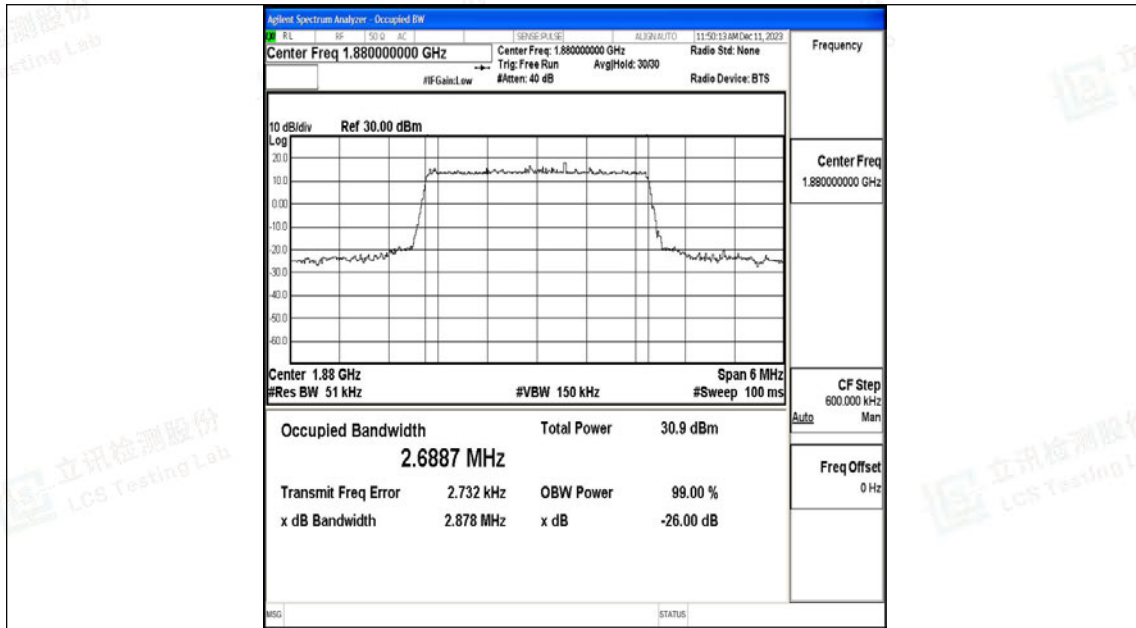 Agilent Spectrum Analyzer - Occupied BW
RL RF 50 Ω AC SENSE:PULSE ALIGNAUTO 11:50:13 AM Dec 11, 2023
Center Freq 1.880000000 GHz
Center Freq: 1.880000000 GHz
Radio Std: None
Trig: Free Run Avg|Hold: 30/30
#IFGain:Low
#Atten: 40 dB
Radio Device: BTS
10 dB/div Ref 30.00 dBm
Log
20.0
10.0
0.00
-10.0
-20.0
-30.0
-40.0
-50.0
-60.0
Center 1.88 GHz Span 6 MHz
#Res BW 51 kHz #VBW 150 kHz #Sweep 100 ms
Occupied Bandwidth Total Power 30.9 dBm
2.6887 MHz
Transmit Freq Error 2.732 kHz OBW Power 99.00 %
x dB Bandwidth 2.878 MHz x dB -26.00 dB
MSG STATUS
Frequency
Center Freq
1.880000000 GHz
CF Step
600.000 kHz
Auto Man
Freq Offset
0 Hz
立讯检测股份
LCS Testing Lab